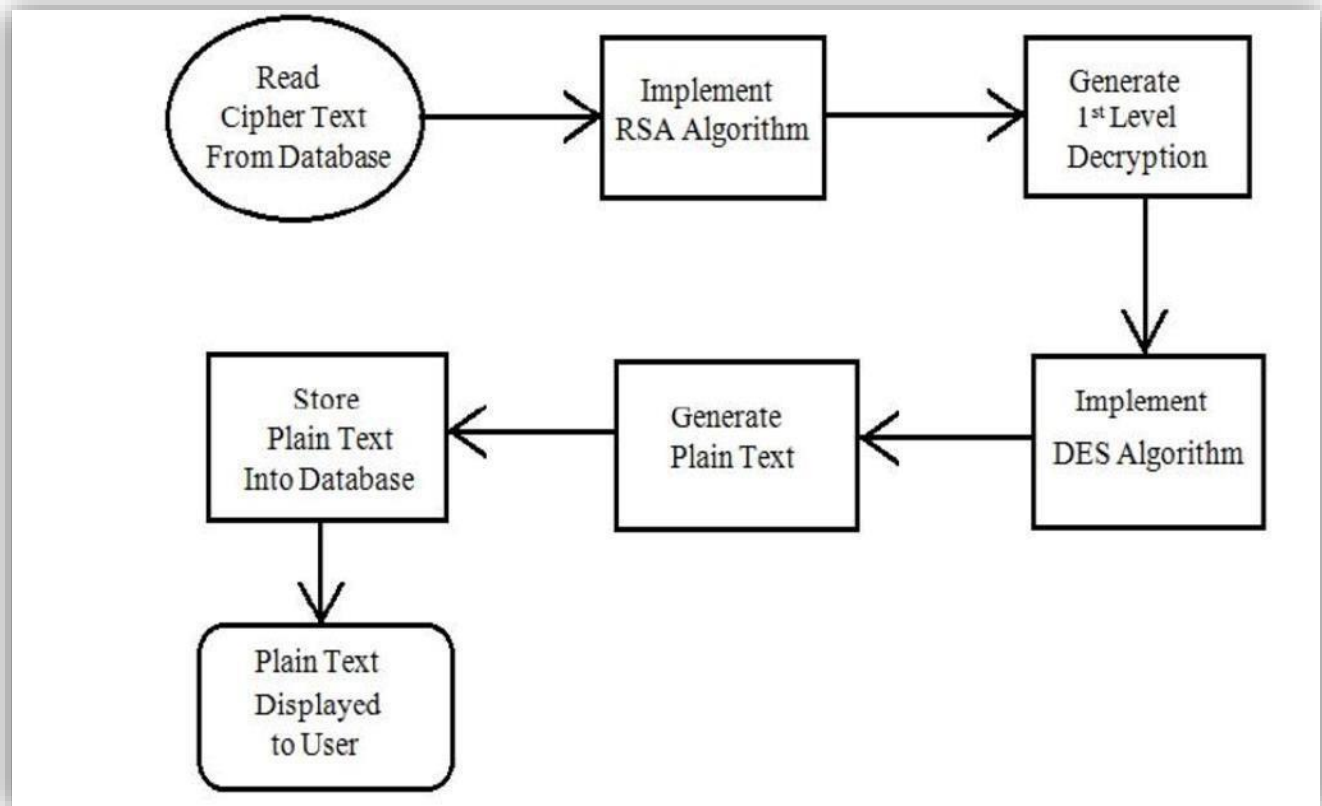 Read
Cipher Text
From Database
Implement
RSA Algorithm
Generate
1st Level
Decryption
Implement
DES Algorithm
Generate
Plain Text
Store
Plain Text
Into Database
Plain Text
Displayed
to User